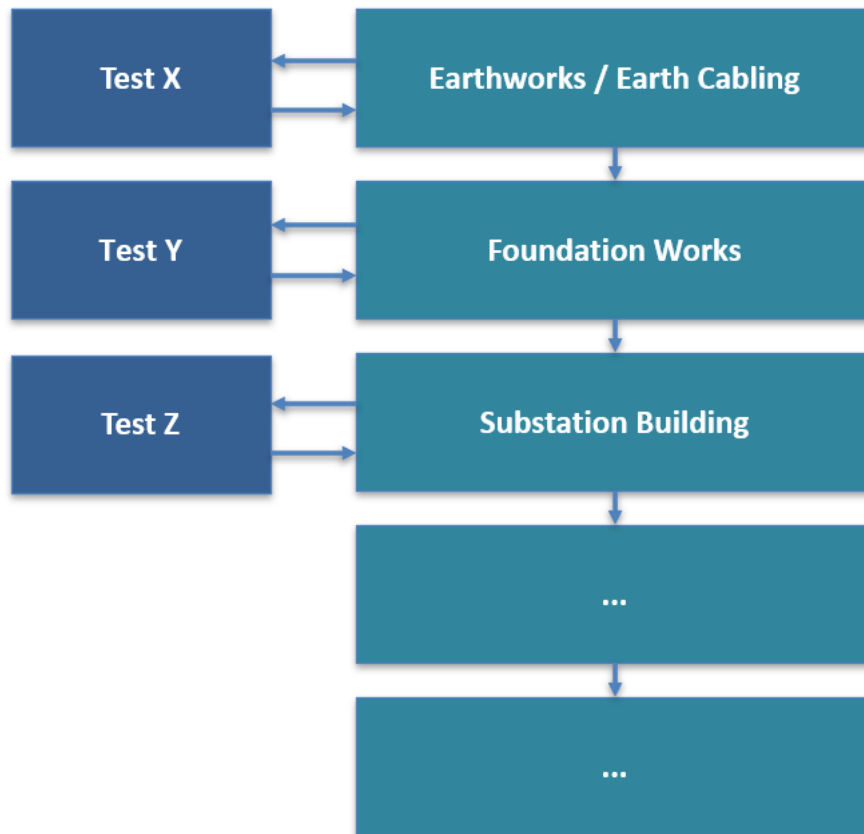 Test X
Earthworks / Earth Cabling
Test Y
Foundation Works
Test Z
Substation Building
...
...